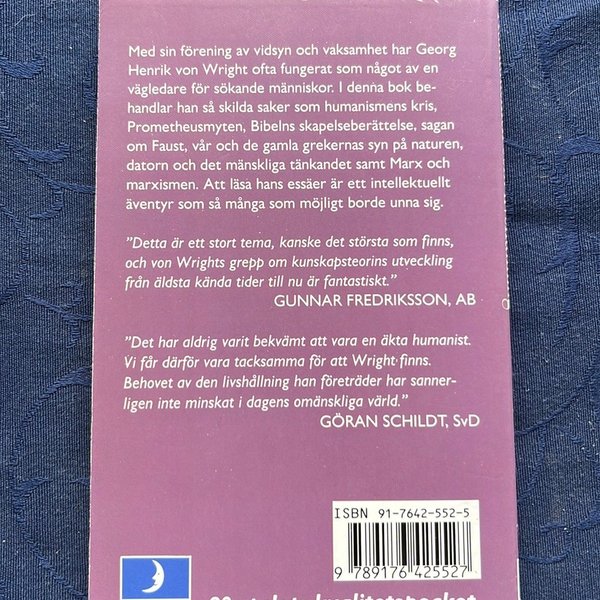 Med sin förening av vidsyn och vaksamhet har Georg
Henrik von Wright ofta fungerat som något av en
vägledare för sökande människor. I denna bok be-
handlar han så skilda saker som humanismens kris,
Prometheusmyten, Bibelns skapelseberättelse, sagan
om Faust, vår och de gamla grekernas syn på naturen,
datorn och det mänskliga tänkandet samt Marx och
marxismen. Att läsa hans essäer är ett intellektuellt
äventyr som så många som möjligt borde unna sig.
”Detta är ett stort tema, kanske det största som finns,
och von Wrights grepp om kunskapsteorins utveckling
från äldsta kända tider till nu är fantastiskt.”
GUNNAR FREDRIKSSON, AB
”Det har aldrig varit bekvämt att vara en äkta humanist.
Vi får därför vara tacksamma för att Wright finns.
Behovet av den livshållning han företräder har sanner-
ligen inte minskat i dagens omänskliga värld.”
GÖRAN SCHILDT, SvD
ISBN 91-7642-552-5
9 789176 425527